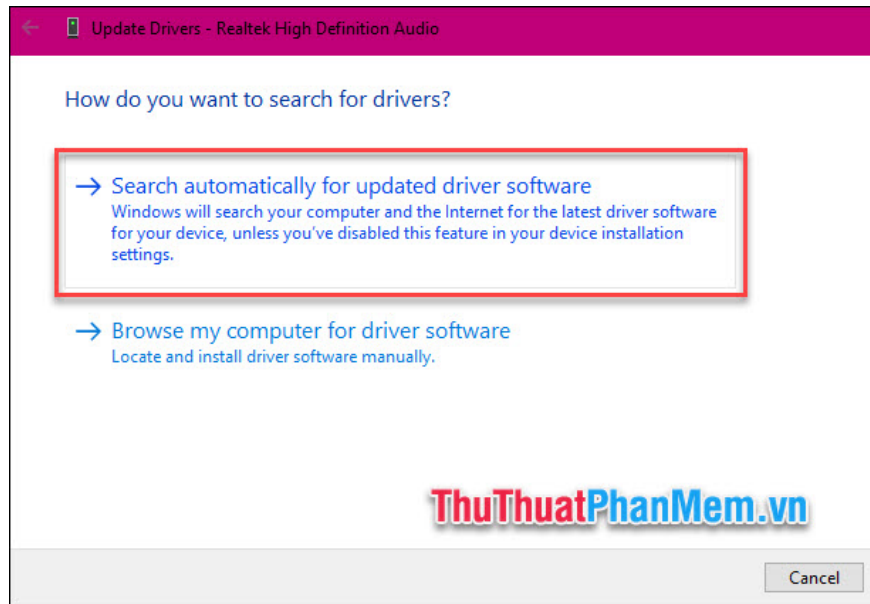 Update Drivers - Realtek High Definition Audio
How do you want to search for drivers?
Search automatically for updated driver software
Windows will search your computer and the Internet for the latest driver software
for your device, unless you've disabled this feature in your device installation
settings.
Browse my computer for driver software
Locate and install driver software manually.
ThuThuatPhanMem.vn
Cancel